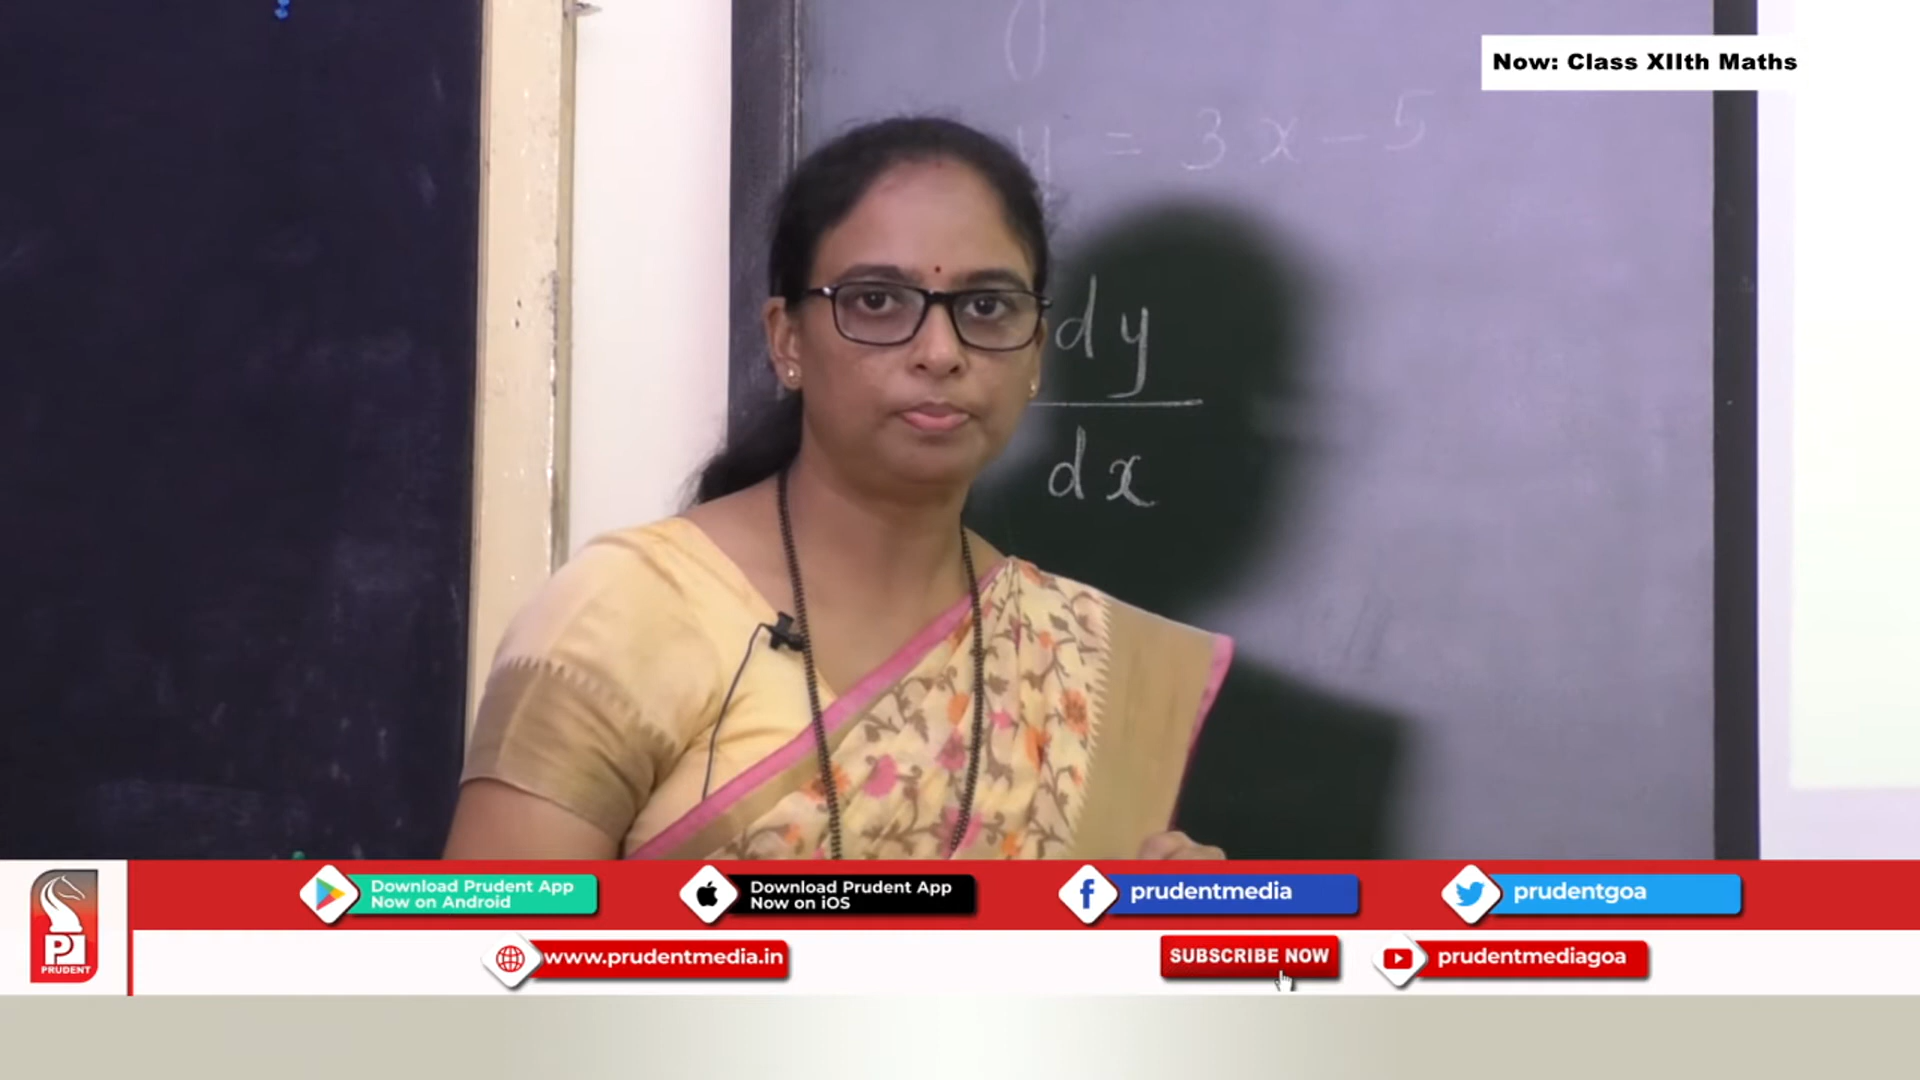 Now: Class XIIth Maths
y
y = 3x - 5
dy
dx
Download Prudent App
Now on Android
Download Prudent App
Now on iOS
prudentmedia
prudentgoa
PRUDENT
www.prudentmedia.in
SUBSCRIBE NOW
prudentmediagoa